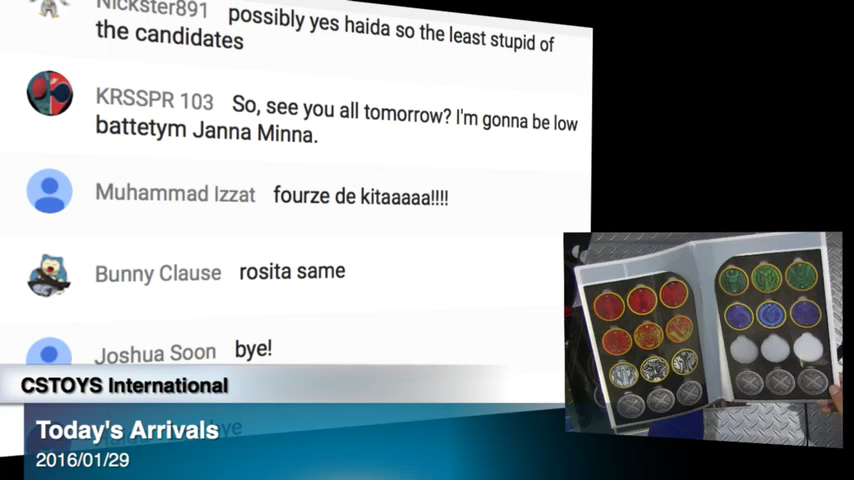 Nickster891 possibly yes haida so the least stupid of
the candidates
KRSSPR 103 So, see you all tomorrow? I'm gonna be low
battetym Janna Minna.
Muhammad Izzat fourze de kitaaaaa!!!!
Bunny Clause rosita same
Joshua Soon bye!
CSTOYS International
Today's Arrivals
2016/01/29